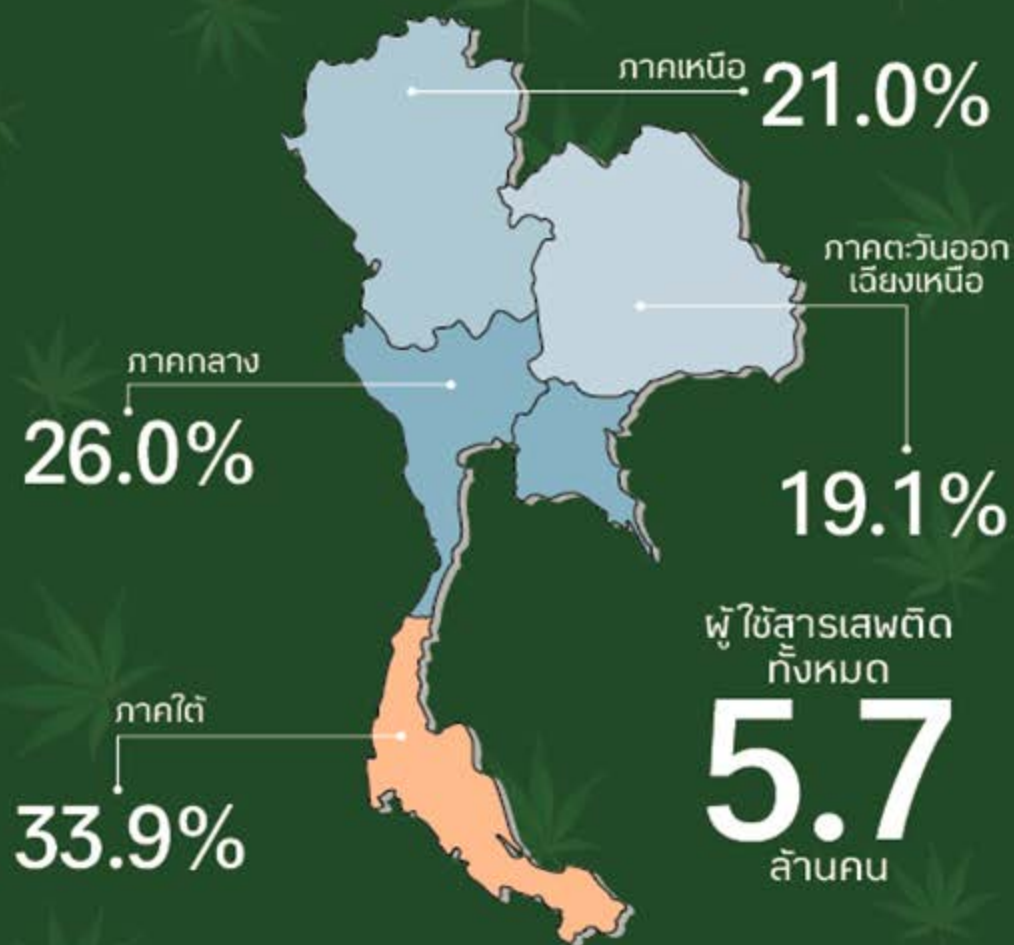 ภาคเหนือ
21.0%
ภาคตะวันออก
เฉียงเหนือ
19.1%
ภาคกลาง
26.0%
ภาคใต้
33.9%
ผู้ใช้สารเสพติด
ทั้งหมด
5.7
ล้านคน